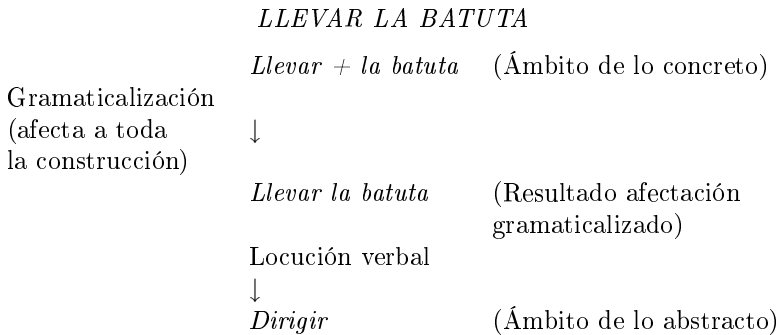 LLEVAR LA BATUTA
Llevar + la batuta (Ámbito de lo concreto)
Gramaticalización
(afecta a toda ↓
la construcción)
Llevar la batuta (Resultado afectación
gramaticalizado)
Locución verbal
↓
Dirigir (Ámbito de lo abstracto)